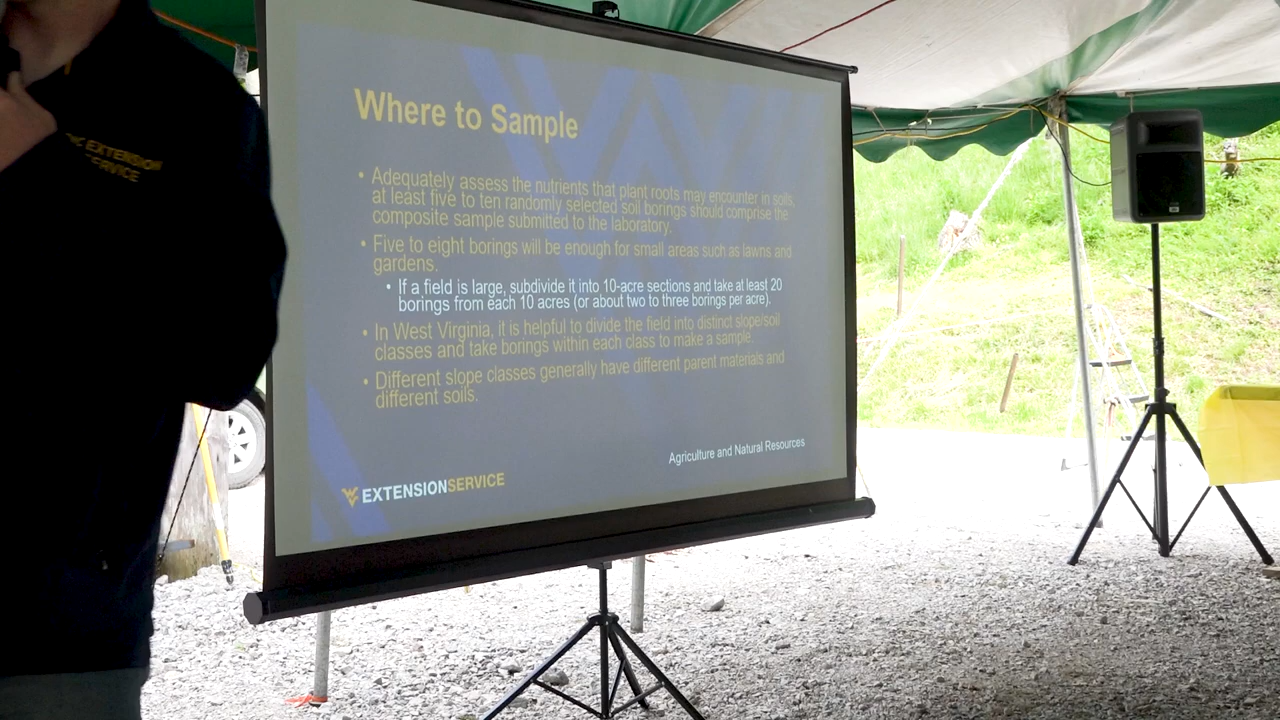 EXTENSION
Where to Sample
• Adequately assess the nutrients that plant roots may encounter in soils,
at least five to ten randomly selected soil borings should comprise the
composite sample submitted to the laboratory.
• Five to eight borings will be enough for small areas such as lawns and
gardens.
• If a field is large, subdivide it into 10-acre sections and take at least 20
borings from each 10 acres (or about two to three borings per acre).
• In West Virginia, it is helpful to divide the field into distinct slope/soil
classes and take borings within each class to make a sample.
• Different slope classes generally have different parent materials and
different soils.
Agriculture and Natural Resources
WV EXTENSIONSERVICE